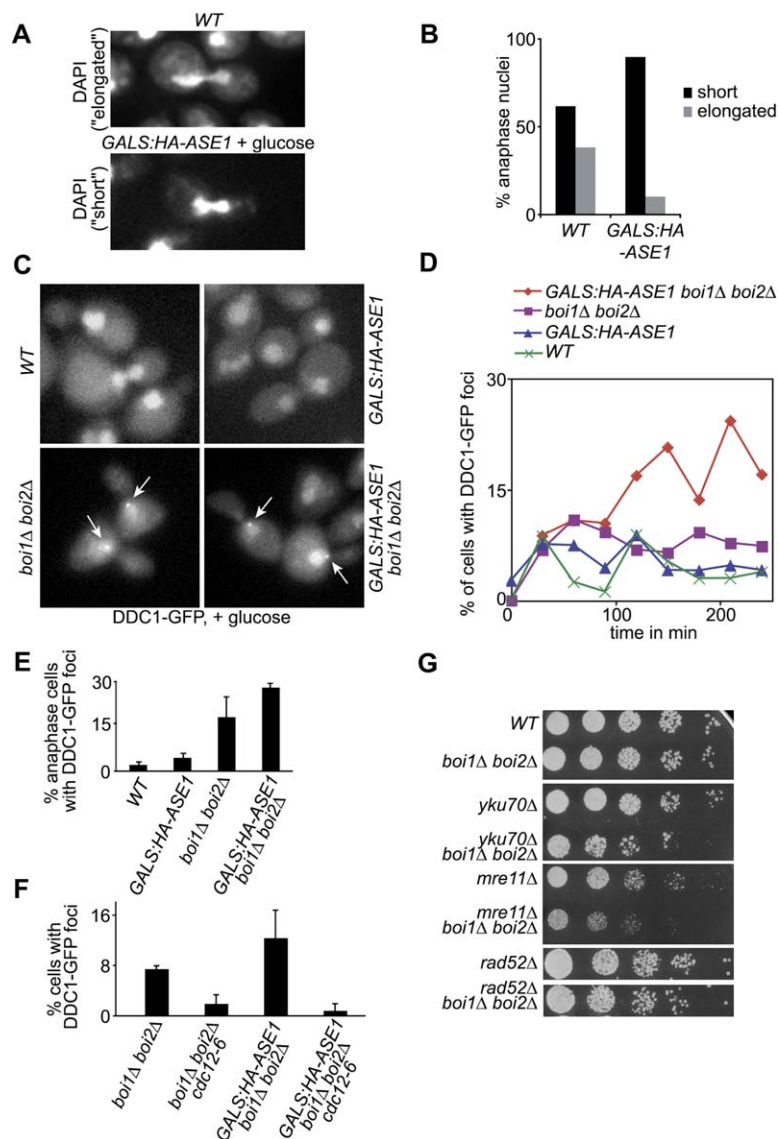 A
WT
DAPI
("elongated")
GALS:HA-ASE1 + glucose
DAPI
("short")
B
% anaphase nuclei
100
50
0
short
elongated
WT
GALS:HA
-ASE1
C
WT
GALS:HA-ASE1
boi1Δ boi2Δ
GALS:HA-ASE1
boi1Δ boi2Δ
DDC1-GFP, + glucose
D
GALS:HA-ASE1 boi1Δ boi2Δ
boi1Δ boi2Δ
GALS:HA-ASE1
WT
% of cells with DDC1-GFP foci
30
15
0
0
100
200
time in min
E
% anaphase cells
with DDC1-GFP foci
30
15
0
WT
GALS:HA-ASE1
boi1Δ boi2Δ
GALS:HA-ASE1
boi1Δ boi2Δ
F
% cells with
DDC1-GFP foci
16
8
0
boi1Δ boi2Δ
boi1Δ boi2Δ
cdc12-6
GALS:HA-ASE1
boi1Δ boi2Δ
GALS:HA-ASE1
boi1Δ boi2Δ
cdc12-6
G
WT
boi1Δ boi2Δ
yku70Δ
yku70Δ
boi1Δ boi2Δ
mre11Δ
mre11Δ
boi1Δ boi2Δ
rad52Δ
rad52Δ
boi1Δ boi2Δ